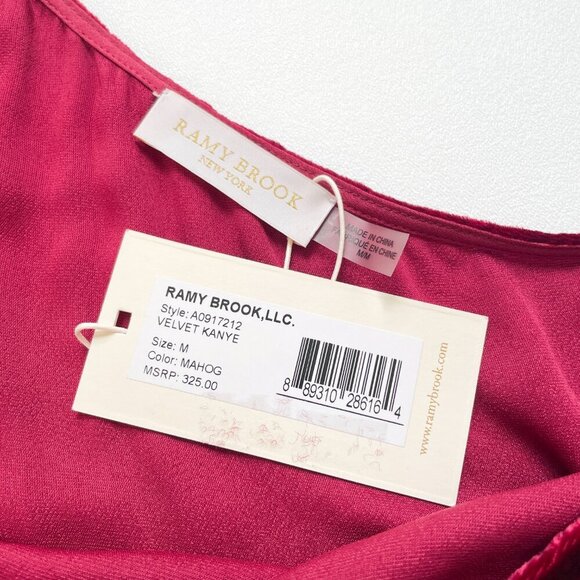 RAMY BROOK
NEW YORK
MADE IN CHINA
FABRIQUÉ EN CHINE
M/M
RAMY BROOK,LLC.
Style: A0917212
VELVET KANYE
Size: M
Color: MAHOG
MSRP: 325.00
8 89310 28616 4
www.ramybrook.com